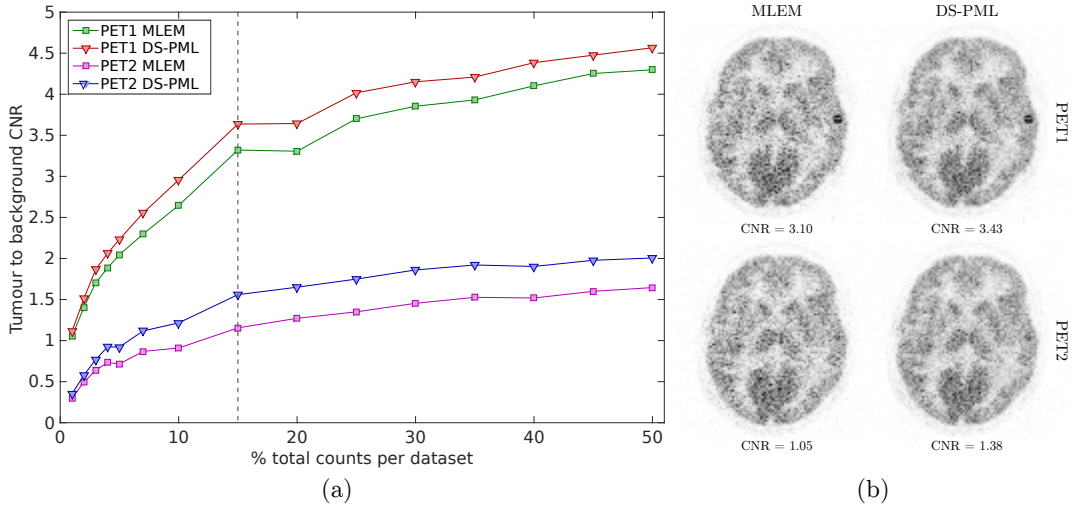 5
4.5
4
3.5
3
2.5
2
1.5
1
0.5
0
Tumour to background CNR
PET1 MLEM
PET1 DS-PML
PET2 MLEM
PET2 DS-PML
0 10 20 30 40 50
% total counts per dataset
(a)
MLEM DS-PML
PET1
CNR = 3.10 CNR = 3.43
PET2
CNR = 1.05 CNR = 1.38
(b)